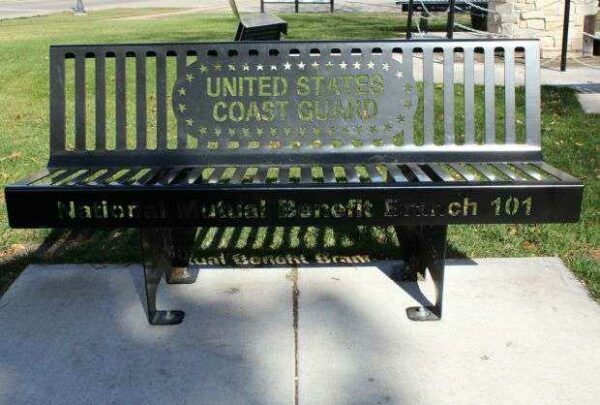 UNITED STATES
COAST GUARD
National Mutual Benefit Branch 101